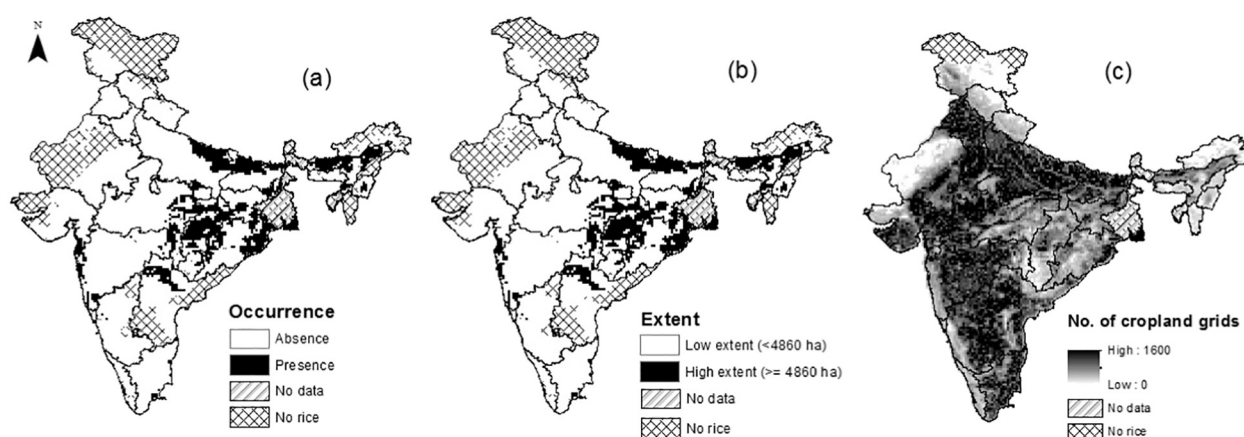 N
(a)
Occurrence
Absence
Presence
No data
No rice
(b)
Extent
Low extent (<4860 ha)
High extent (>= 4860 ha)
No data
No rice
(c)
No. of cropland grids
High : 1600
Low : 0
No data
No rice